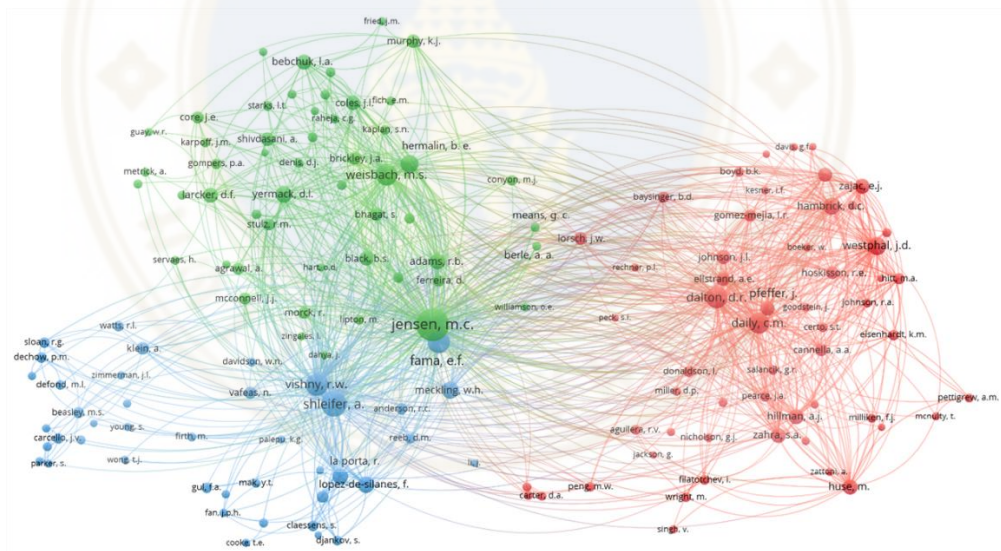 fried, j.m.
murphy, k.j.
bebchuk, l.a.
starks, l.t.
coles, j.l.
fich, e.m.
core, j.e.
raheja, c.g.
guay, w.r.
kaplan, s.n.
karpoff, j.m.
shivdasani, a.
hermalin, b. e.
davis, g.f.
gompers, p.a.
denis, d.j.
brickley, j.a.
metrick, a.
weisbach, m.s.
boyd, b.k.
conyon, m.j.
zajac, e.j.
larcker, d.f.
yermack, d.l.
kesner, i.f.
baysinger, b.d.
hambrick, d.c.
bhagat, s.
means, g. c.
gomezmejia, l.r.
stulz, r.m.
lorsch, j.w.
westphal, j.d.
boeker, w.
berle, a. a.
servaes, h.
black, b.s.
adams, r.b.
johnson, j.l.
agrawal, a.
hart, o.d.
rechner, p.l.
hoskisson, r.e.
ferreira, d.
ellstrand, a.e.
hitt, m.a.
mcconnell, j.j.
dalton, d.r.
pfeffer, j.
johnson, r.a.
williamson, o.e.
goodstein, j.
morck, r.
lipton, m.
peck, s.i.
jensen, m.c.
daily, c.m.
certo, s.t.
watts, r.l.
eisenhardt, k.m.
zingales, l.
sloan, r.g.
klein, a.
cannella, a.a.
dechow, p.m.
dahya, j.
davidson, w.n.
fama, e.f.
donaldson, l.
salancik, g.r.
zimmerman, j.l.
defond, m.l.
vishny, r.w.
vafeas, n.
meckling, w.h.
miller, d.p.
pearce, j.a.
pettigrew, a.m.
shleifer, a.
beasley, m.s.
anderson, r.c.
hillman, a.j.
millikon, f.j.
mcnulty, t.
young, s.
aguilera, r.v.
carcello, j.v.
firth, m.
palepu, k.g.
reeb, d.m.
nicholson, g.j.
zahra, s.a.
jackson, g.
parker, s.
wong, t.j.
la porta, r.
zattoni, a.
filatotchev, i.
gul, f.a.
mak, y.t.
lopez-de-silanes, f.
carter, d.a.
peng, m.w.
wright, m.
huse, m.
fan, j.p.h.
claessens, s.
singh, v.
cooke, t.e.
djankov, s.